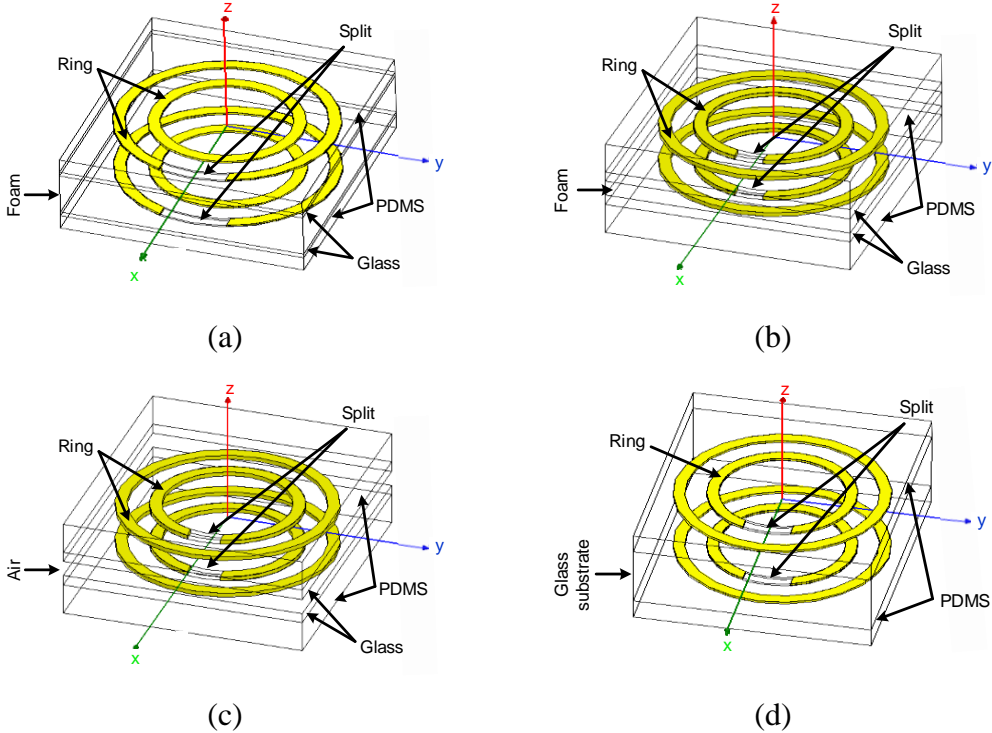 z
Split
Ring
y
Foam
PDMS
Glass
x
(a)
z
Split
Ring
y
Foam
PDMS
Glass
x
(b)
z
Split
Ring
y
Air
PDMS
Glass
x
(c)
z
Split
Ring
y
Glass
substrate
PDMS
x
(d)